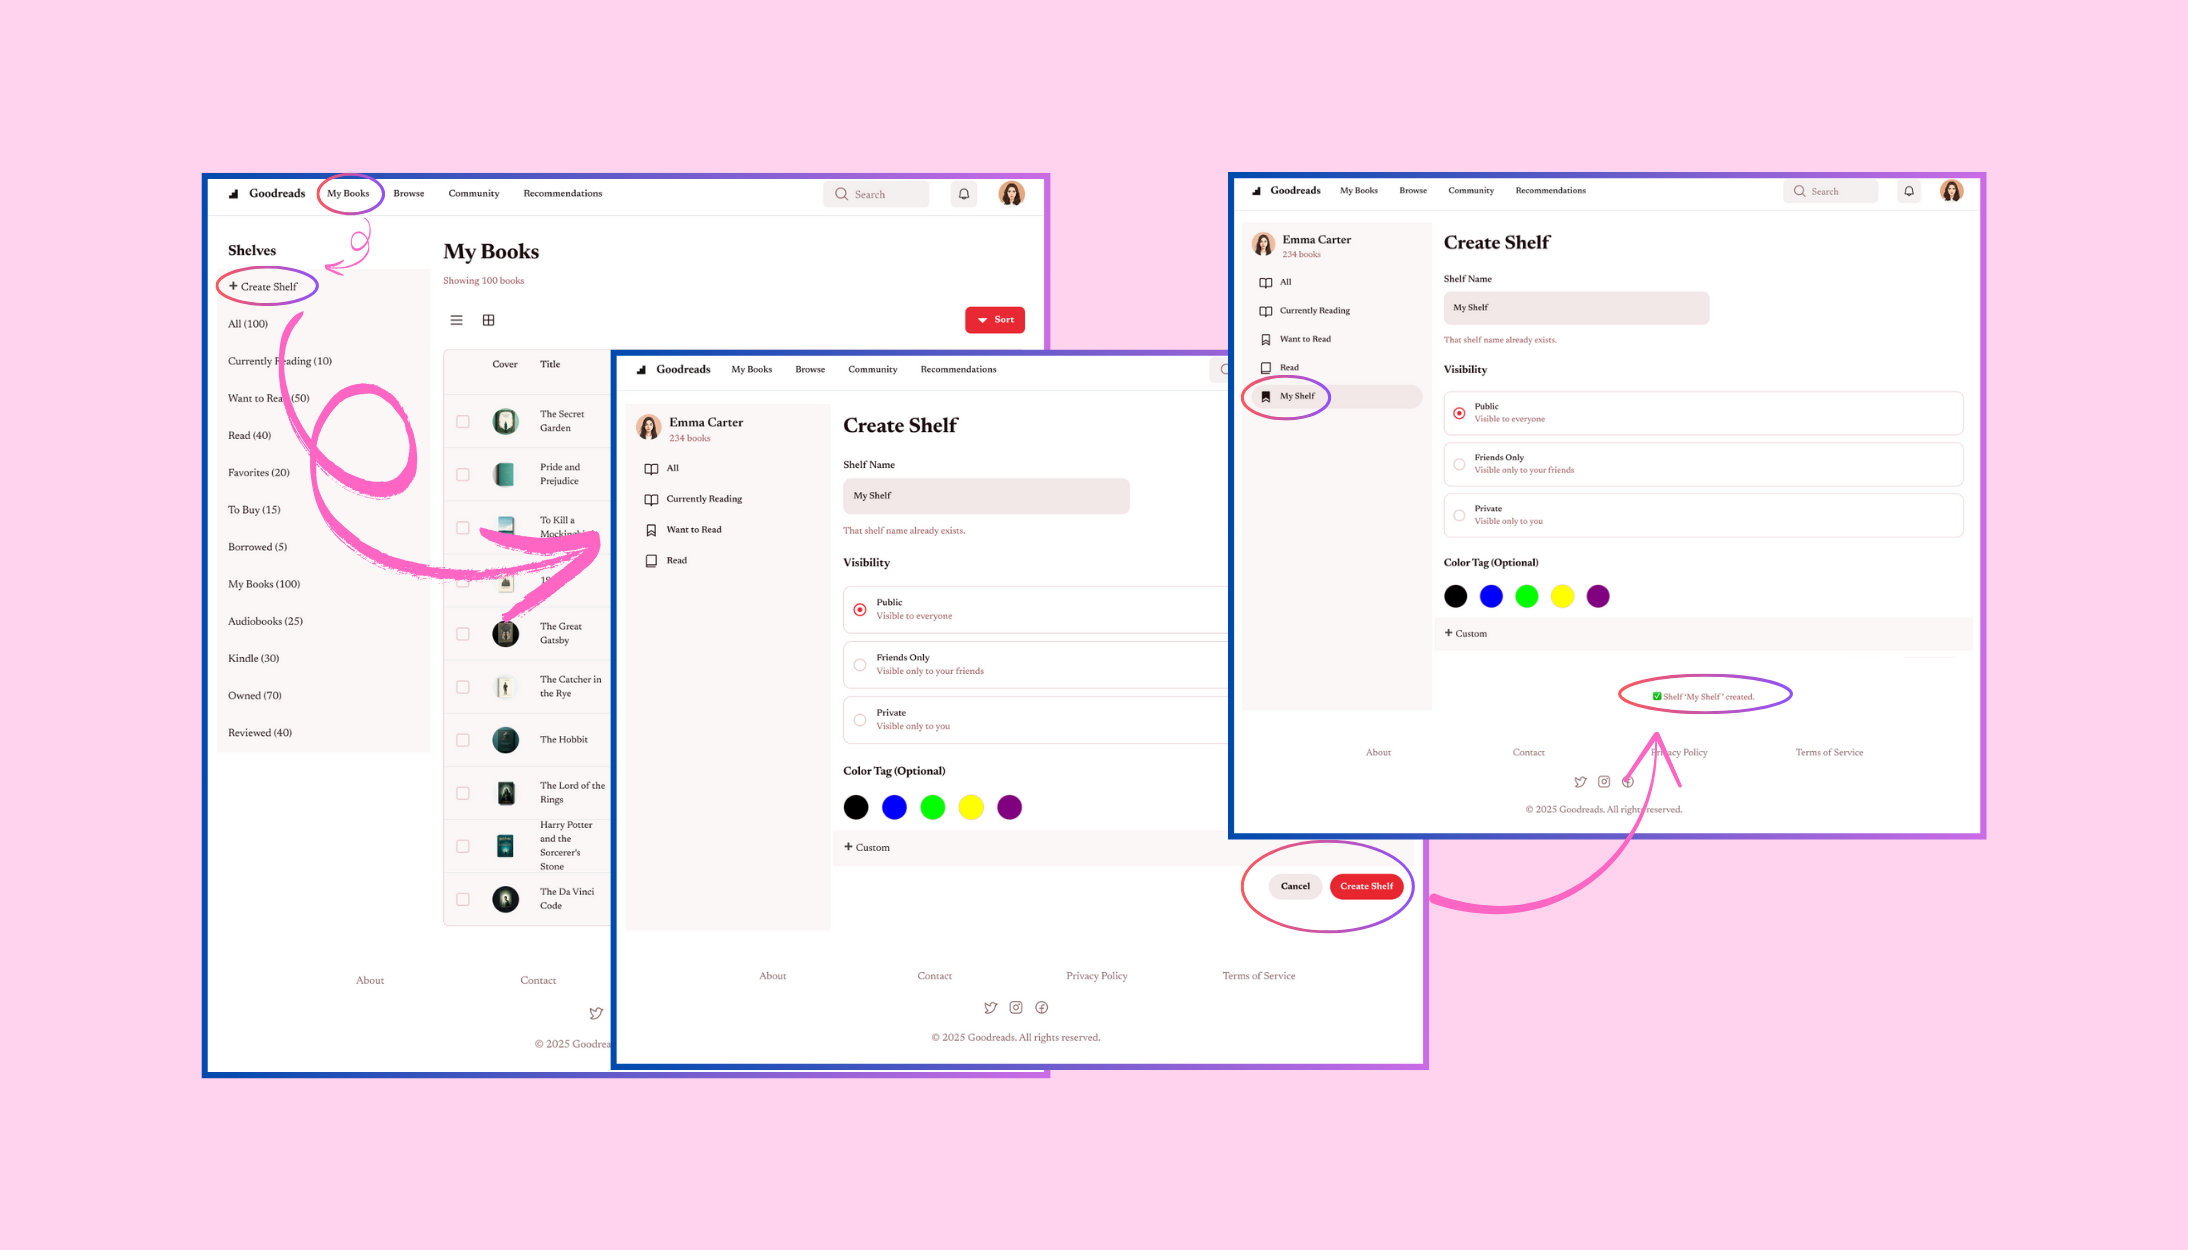 Goodreads My Books Browse Community Recommendations Search
Shelves
+ Create Shelf
All (100)
Currently Reading (10)
Want to Read (50)
Read (40)
Favorites (20)
To Buy (15)
Borrowed (5)
My Books (100)
Audiobooks (25)
Kindle (30)
Owned (70)
Reviewed (40)
My Books
Showing 100 books
Sort
Cover Title
The Secret
Garden
Pride and
Prejudice
To Kill a
The Great
Gatsby
The Catcher in
the Rye
The Hobbit
The Lord of the
Rings
Harry Potter
and the
Sorcerer's
Stone
The Da Vinci
Code
About Contact
© 2025
Goodreads My Books Browse Community Recommendations
Emma Carter
234 books
All
Currently Reading
Want to Read
Read
Create Shelf
Shelf Name
My Shelf
That shelf name already exists.
Visibility
Public
Visible to everyone
Friends Only
Visible only to your friends
Private
Visible only to you
Color Tag (Optional)
+ Custom
Cancel Create Shelf
About Contact Privacy Policy Terms of Service
© 2025 Goodreads. All rights reserved.
Goodreads My Books Browse Community Recommendations Search
Emma Carter
234 books
All
Currently Reading
Want to Read
Read
My Shelf
Create Shelf
Shelf Name
My Shelf
That shelf name already exists.
Visibility
Public
Visible to everyone
Friends Only
Visible only to your friends
Private
Visible only to you
Color Tag (Optional)
+ Custom
✅ Shelf 'My Shelf' created.
About Contact Privacy Policy Terms of Service
© 2025 Goodreads. All rights reserved.